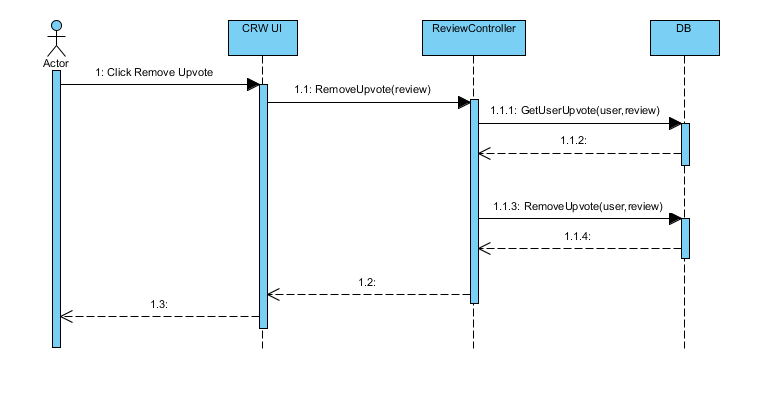 CRW UI
ReviewController
DB
Actor
1: Click Remove Upvote
1.1: RemoveUpvote(review)
1.1.1: GetUserUpvote(user,review)
1.1.2:
1.1.3: RemoveUpvote(user,review)
1.1.4:
1.2:
1.3: